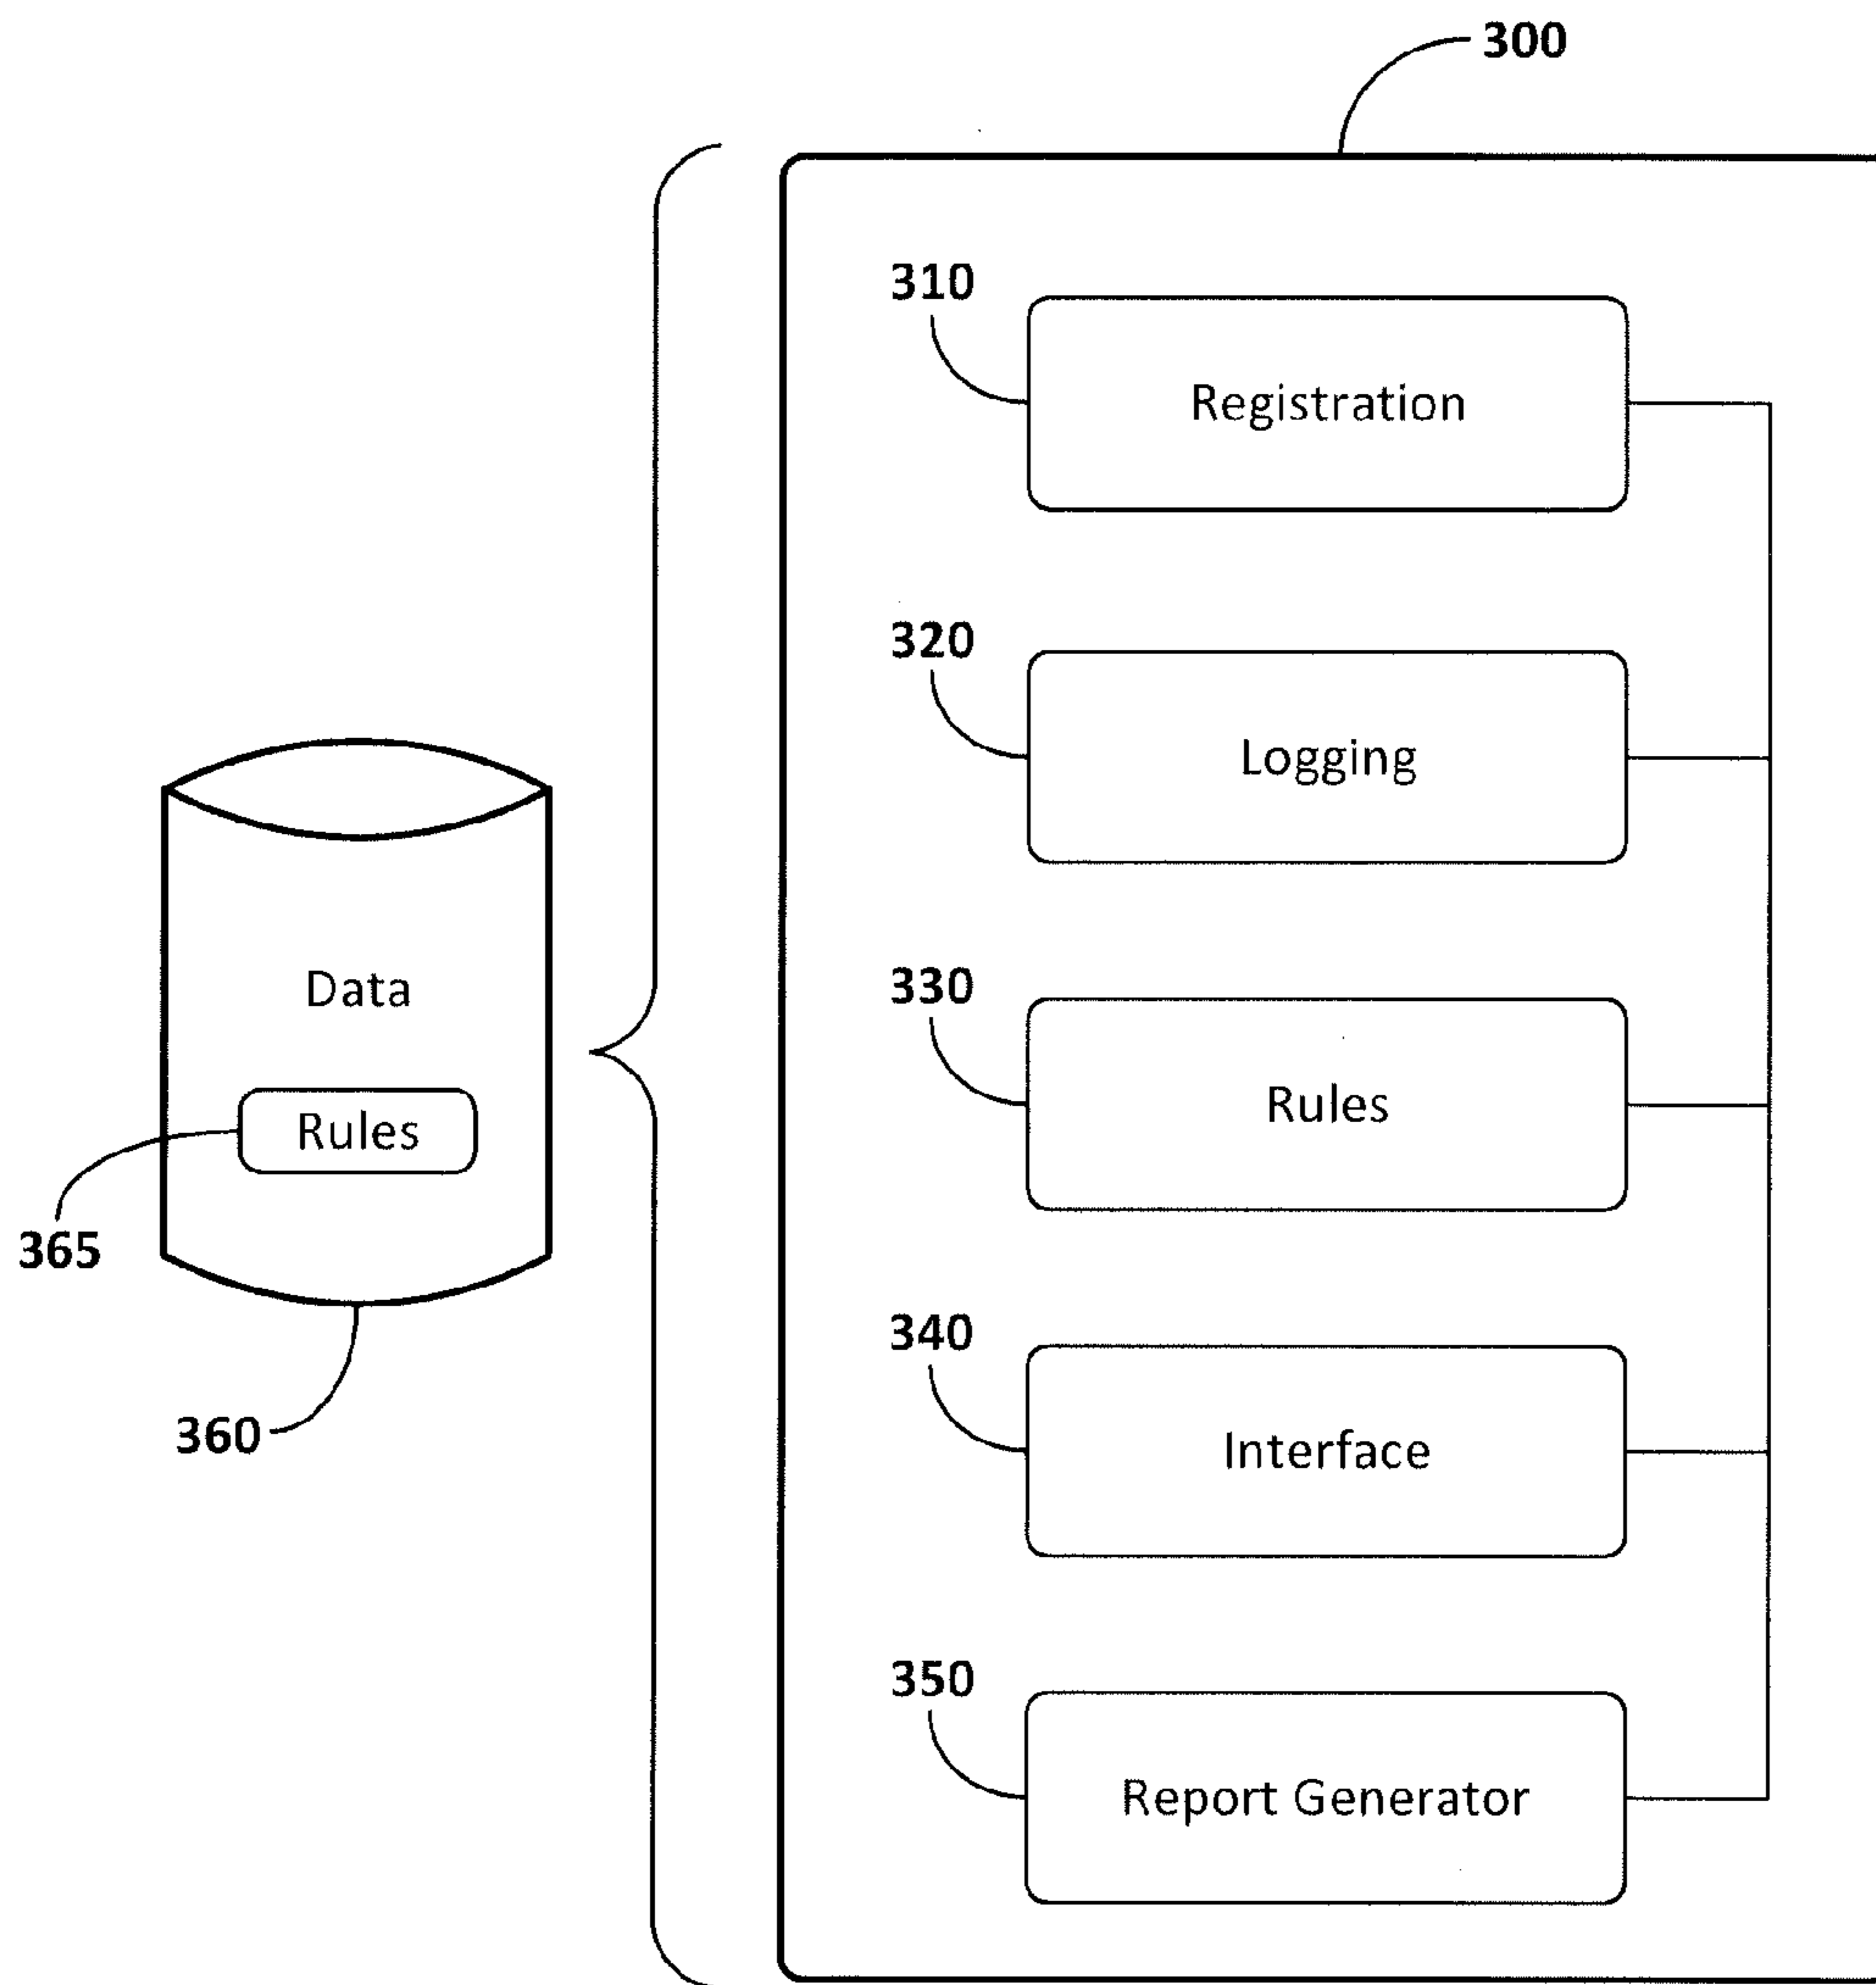 300
310
Registration
320
Logging
330
Rules
340
Interface
350
Report Generator
Data
Rules
365
360